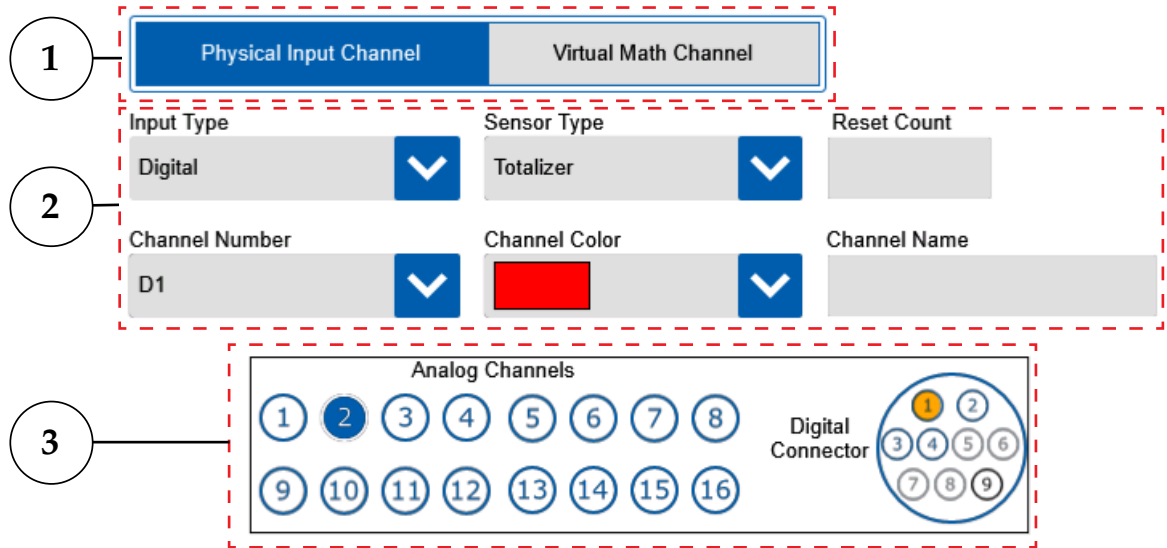 1
Physical Input Channel Virtual Math Channel
2
Input Type Sensor Type Reset Count
Digital Totalizer
Channel Number Channel Color Channel Name
D1
3
Analog Channels
1 2 3 4 5 6 7 8
9 10 11 12 13 14 15 16
Digital
Connector
1 2
3 4 5 6
7 8 9